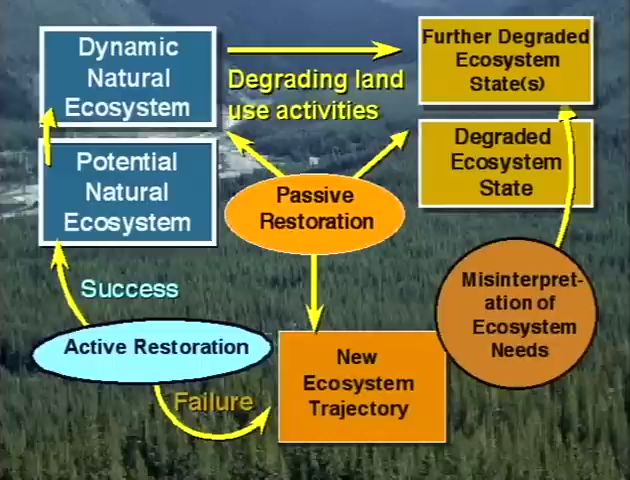 Dynamic
Natural
Ecosystem
Degrading land
use activities
Further Degraded
Ecosystem
State(s)
Potential
Natural
Ecosystem
Passive
Restoration
Degraded
Ecosystem
State
Success
Active Restoration
Failure
New
Ecosystem
Trajectory
Misinterpret-
ation of
Ecosystem
Needs